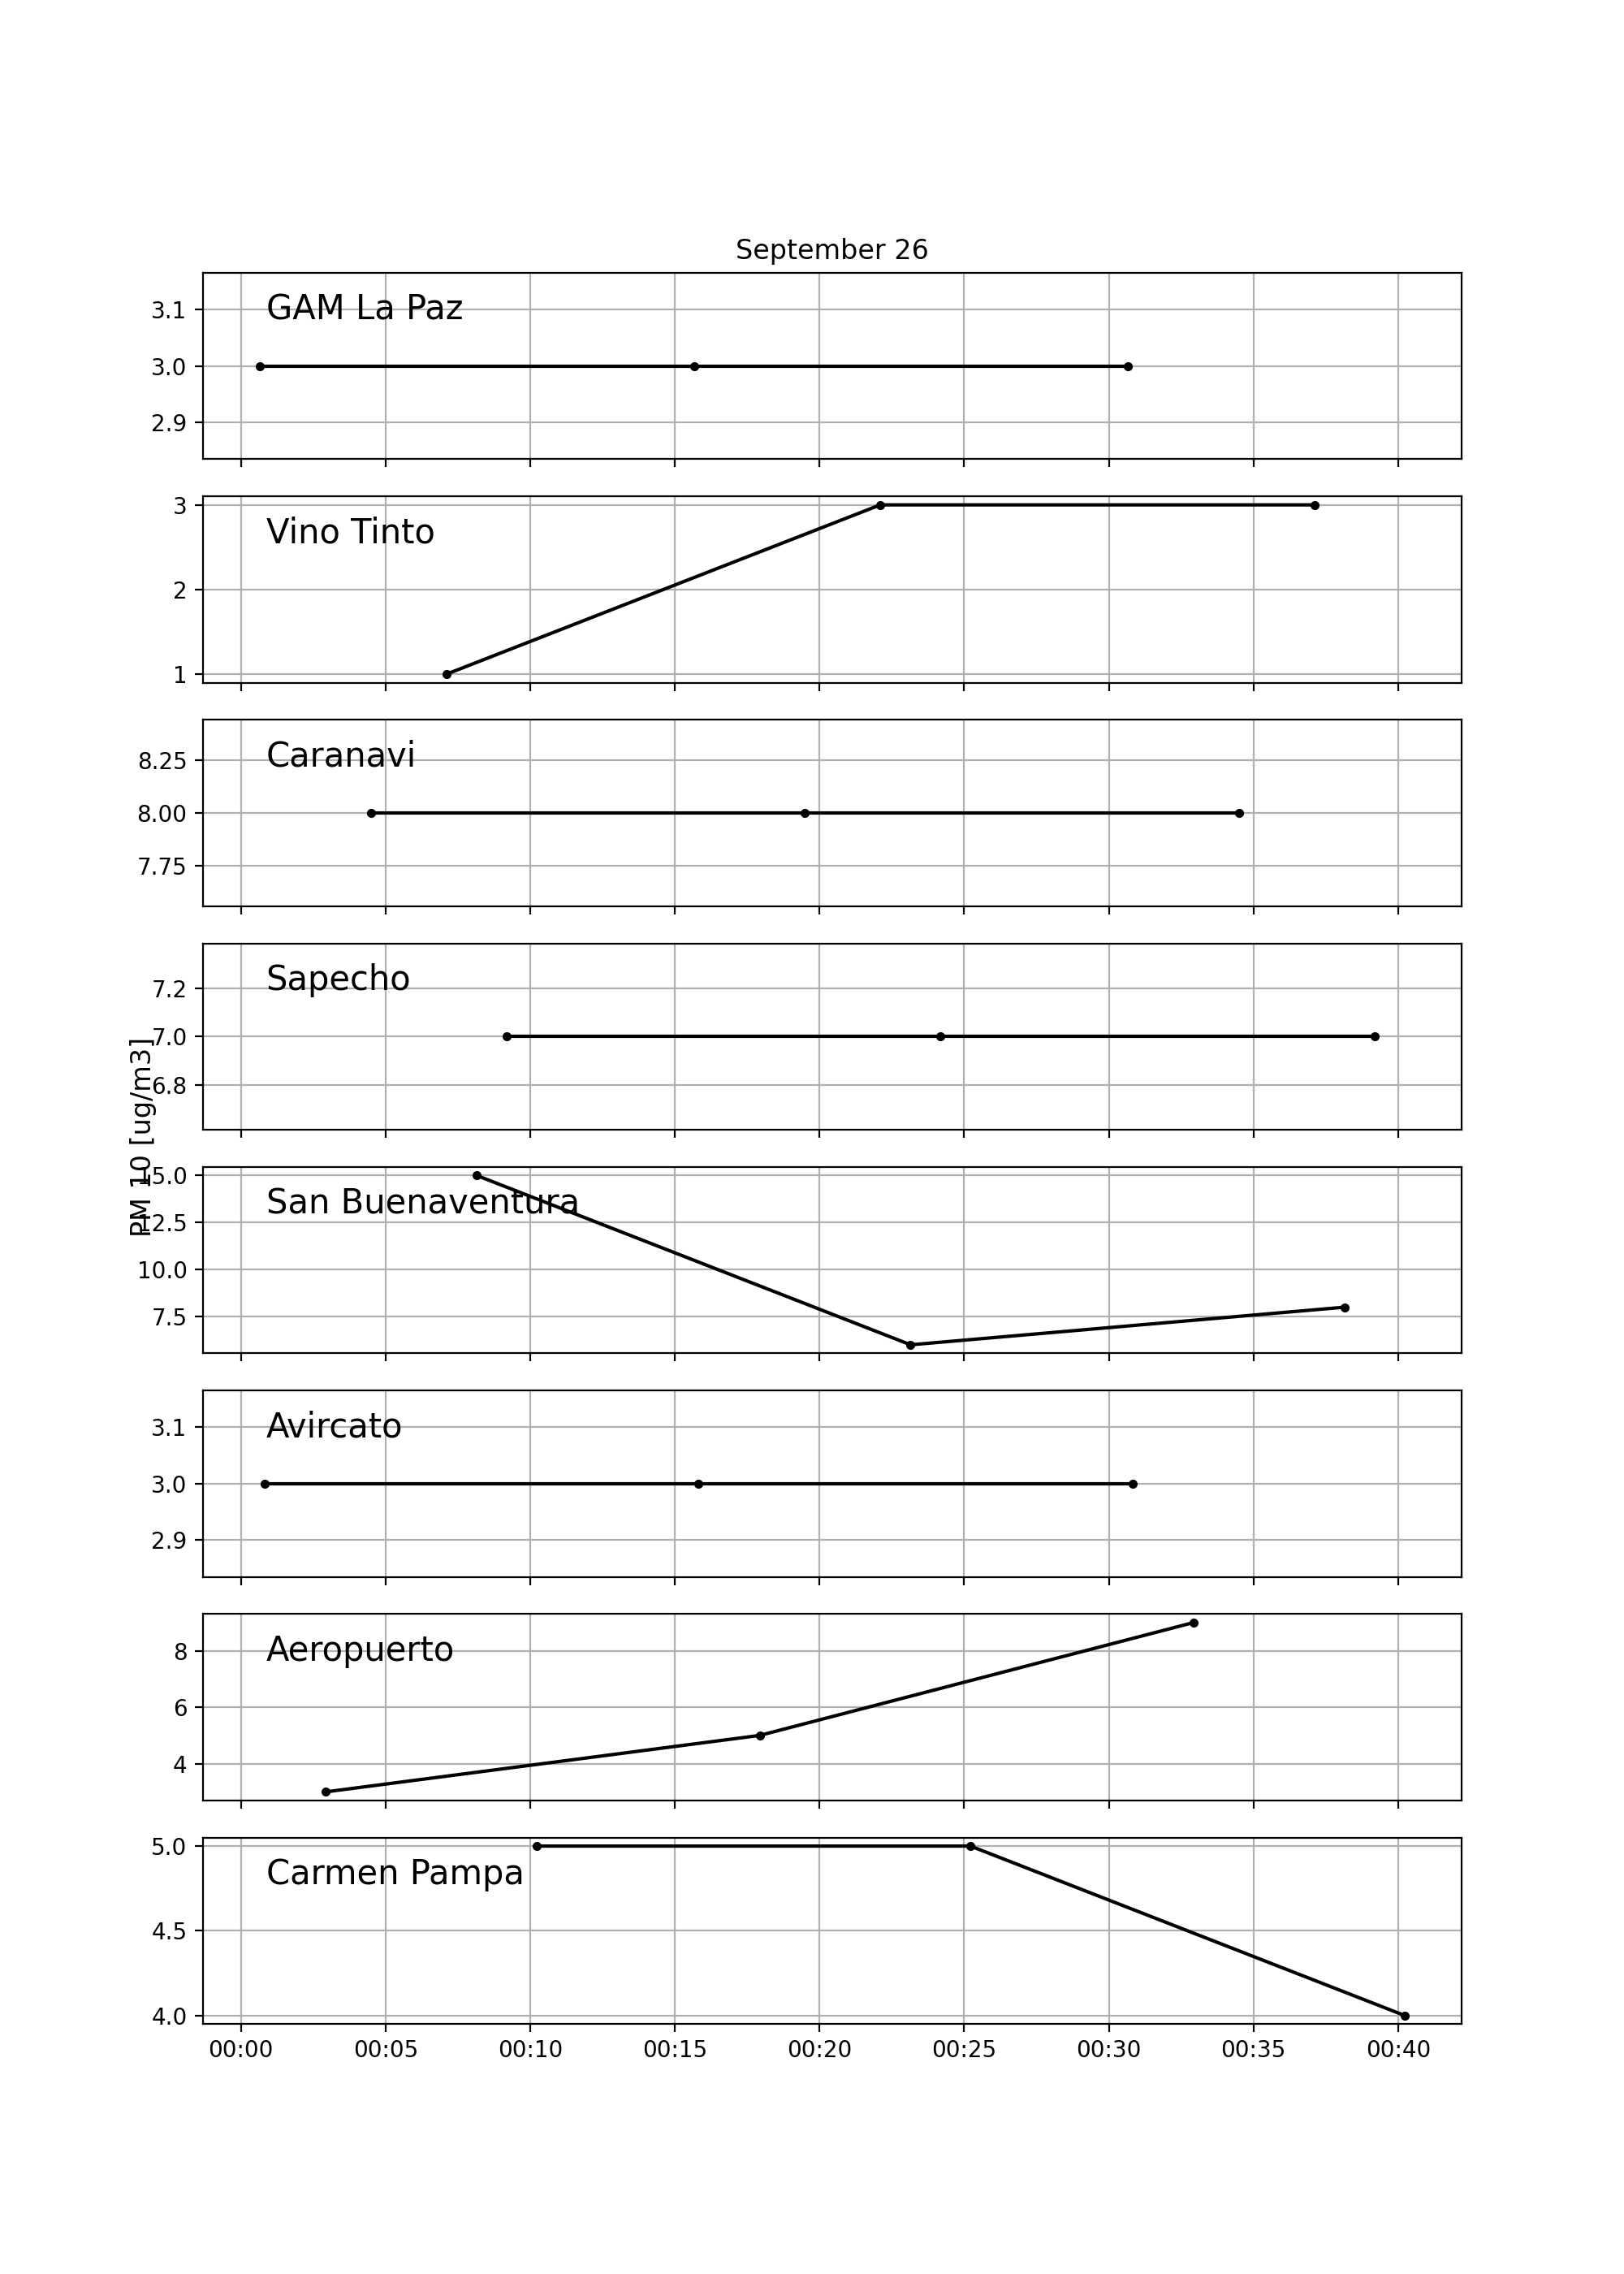 September 26
GAM La Paz
3.1
3.0
2.9
Vino Tinto
3
2
1
Caranavi
8.25
8.00
7.75
Sapecho
7.2
7.0
6.8
PM 10 [ug/m3]
San Buenaventura
15.0
12.5
10.0
7.5
Avircato
3.1
3.0
2.9
Aeropuerto
8
6
4
Carmen Pampa
5.0
4.5
4.0
00:00 00:05 00:10 00:15 00:20 00:25 00:30 00:35 00:40